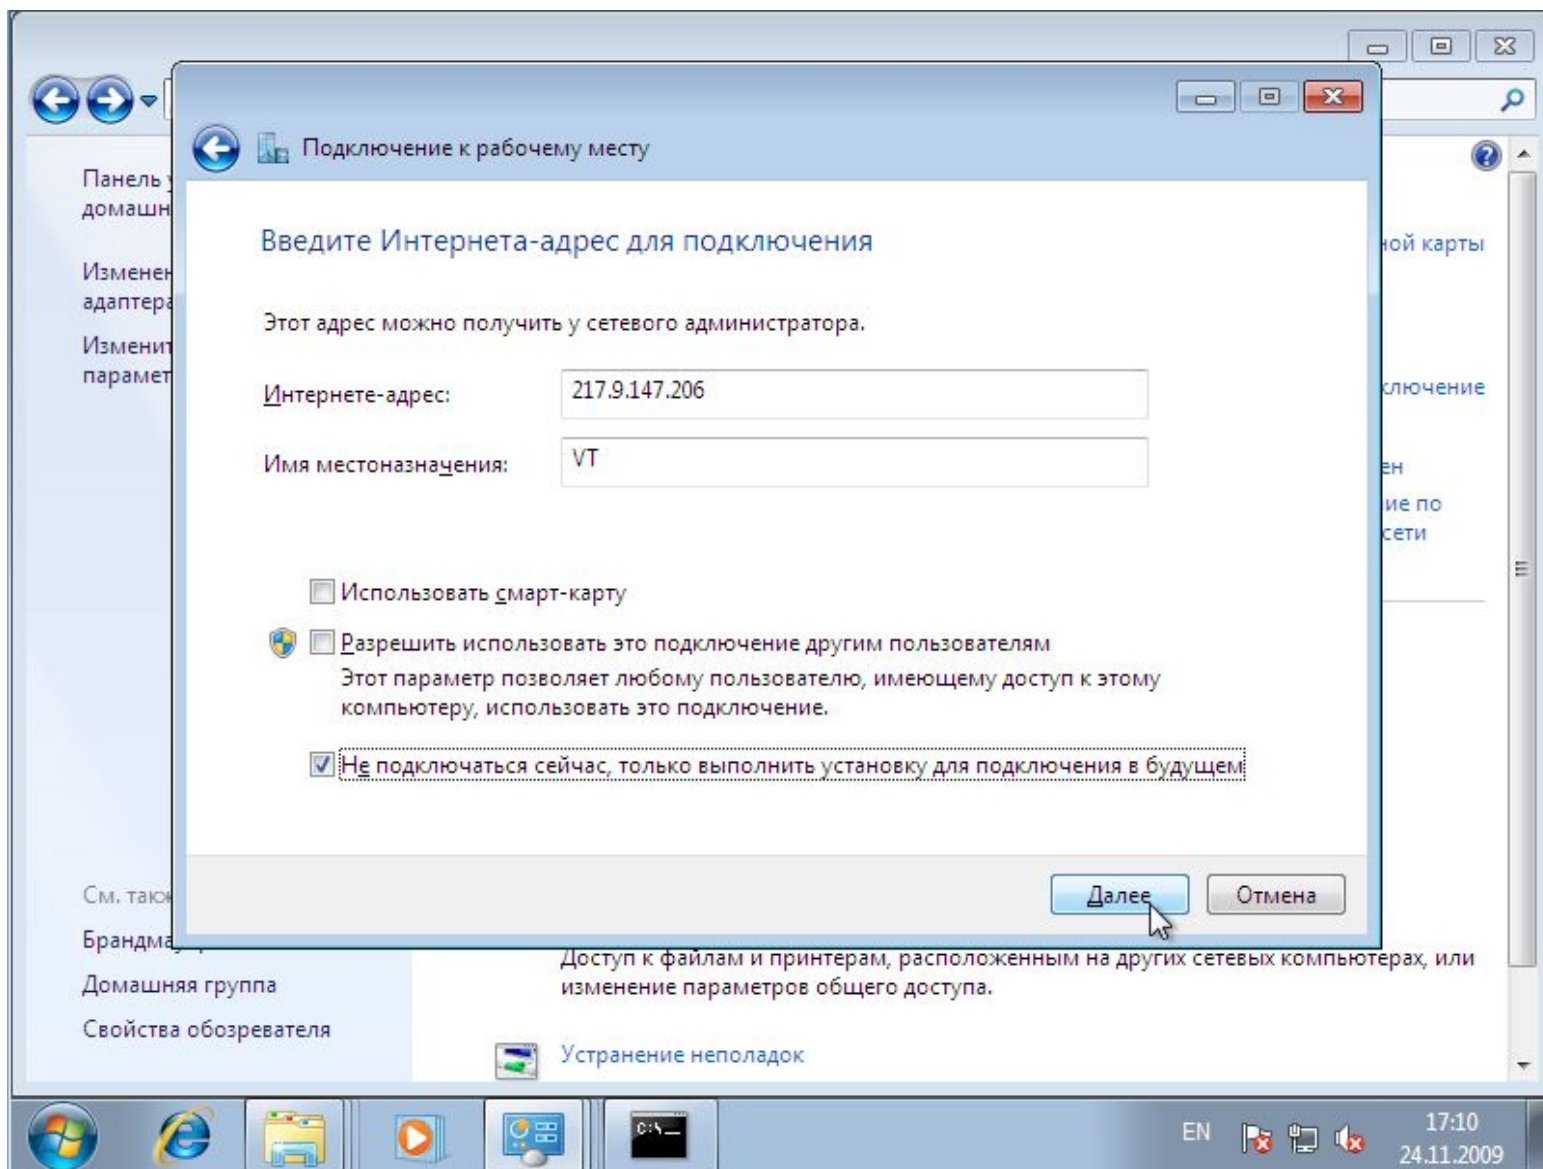 Подключение к рабочему месту
Введите Интернета-адрес для подключения
Этот адрес можно получить у сетевого администратора.
Интернете-адрес:
217.9.147.206
Имя местоназначения:
VT
Использовать смарт-карту
Разрешить использовать это подключение другим пользователям
Этот параметр позволяет любому пользователю, имеющему доступ к этому
компьютеру, использовать это подключение.
Не подключаться сейчас, только выполнить установку для подключения в будущем
Далее
Отмена
Панель
домашн
Изменен
адаптера
Изменит
парамет
См. такж
Брандма
Домашняя группа
Свойства обозревателя
ной карты
ключение
ен
ие по
сети
Доступ к файлам и принтерам, расположенным на других сетевых компьютерах, или
изменение параметров общего доступа.
Устранение неполадок
C:\
EN
17:10
24.11.2009